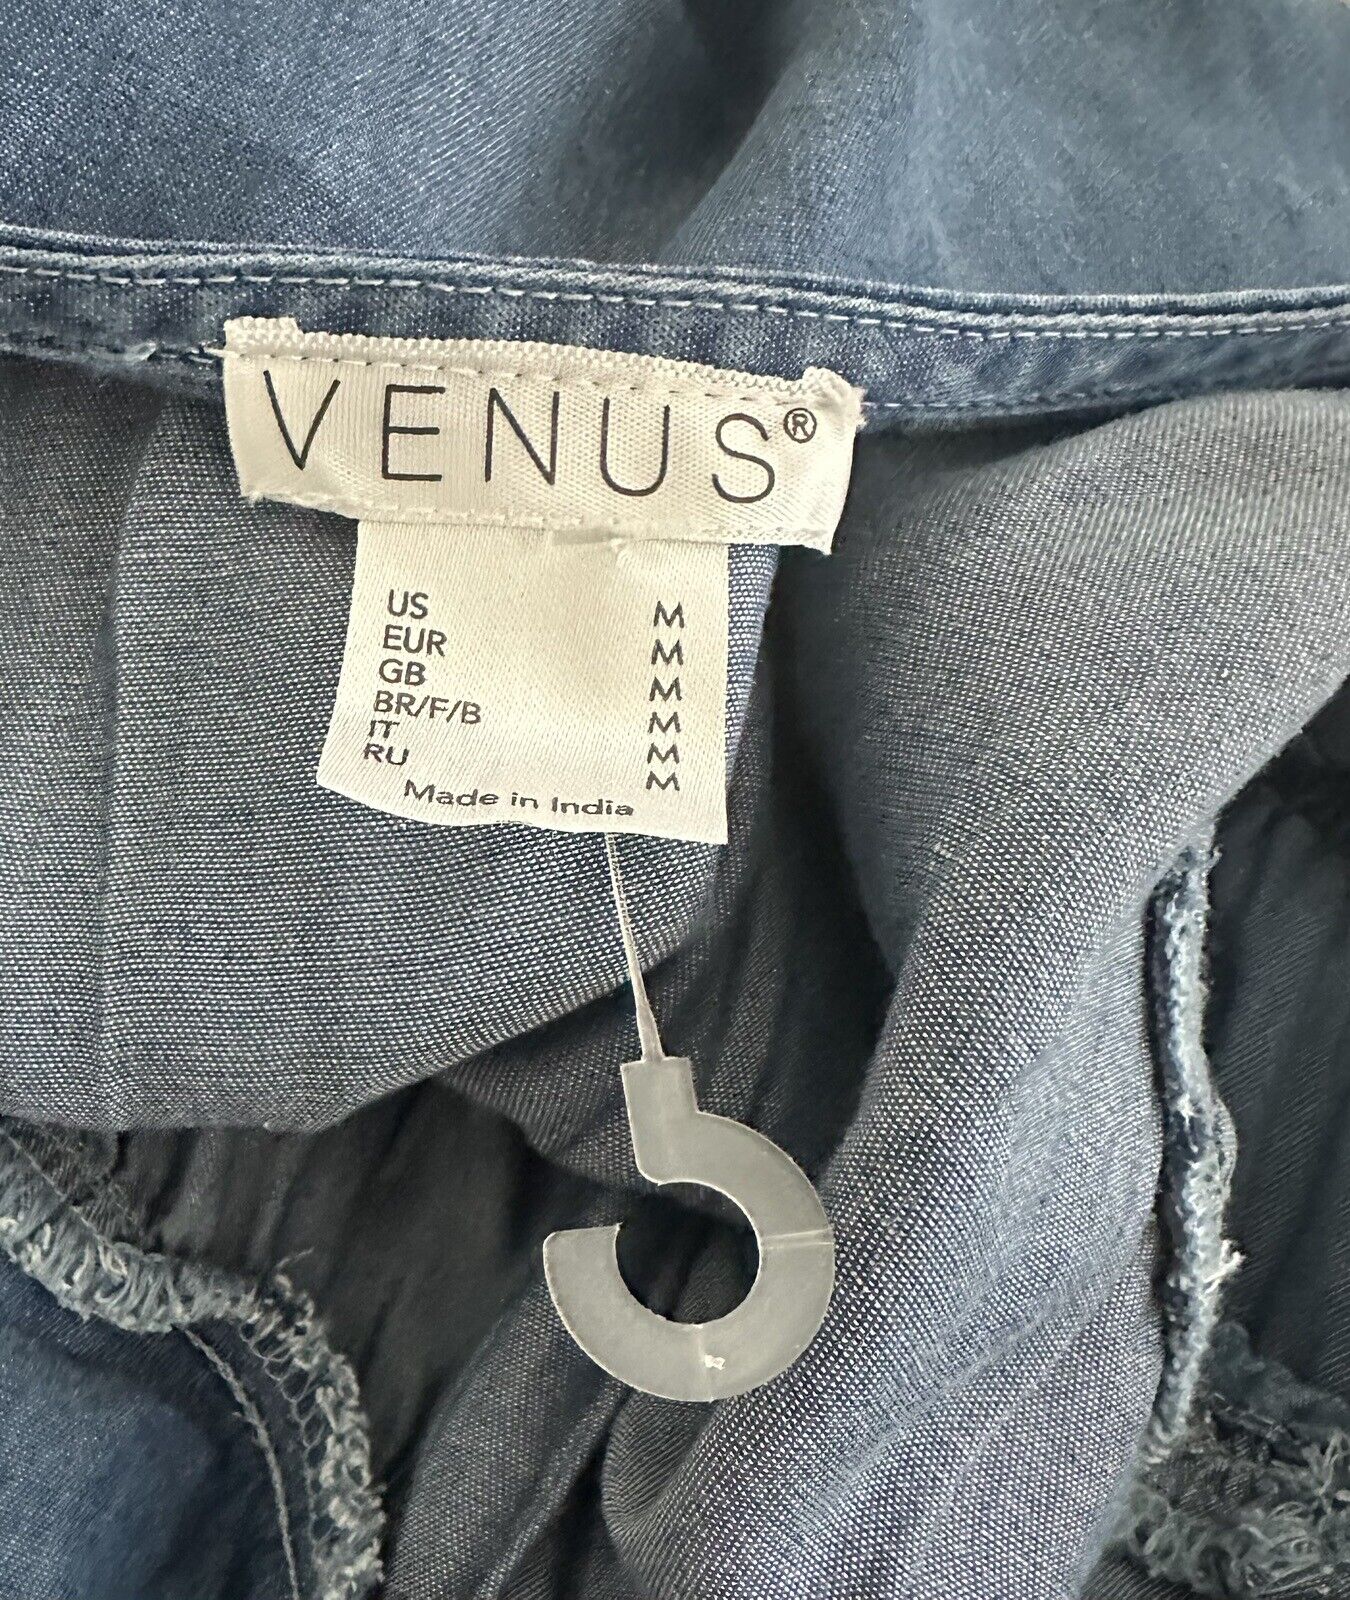 VENUS®
US M
EUR M
GB M
BR/F/B M
IT M
RU M
Made in India